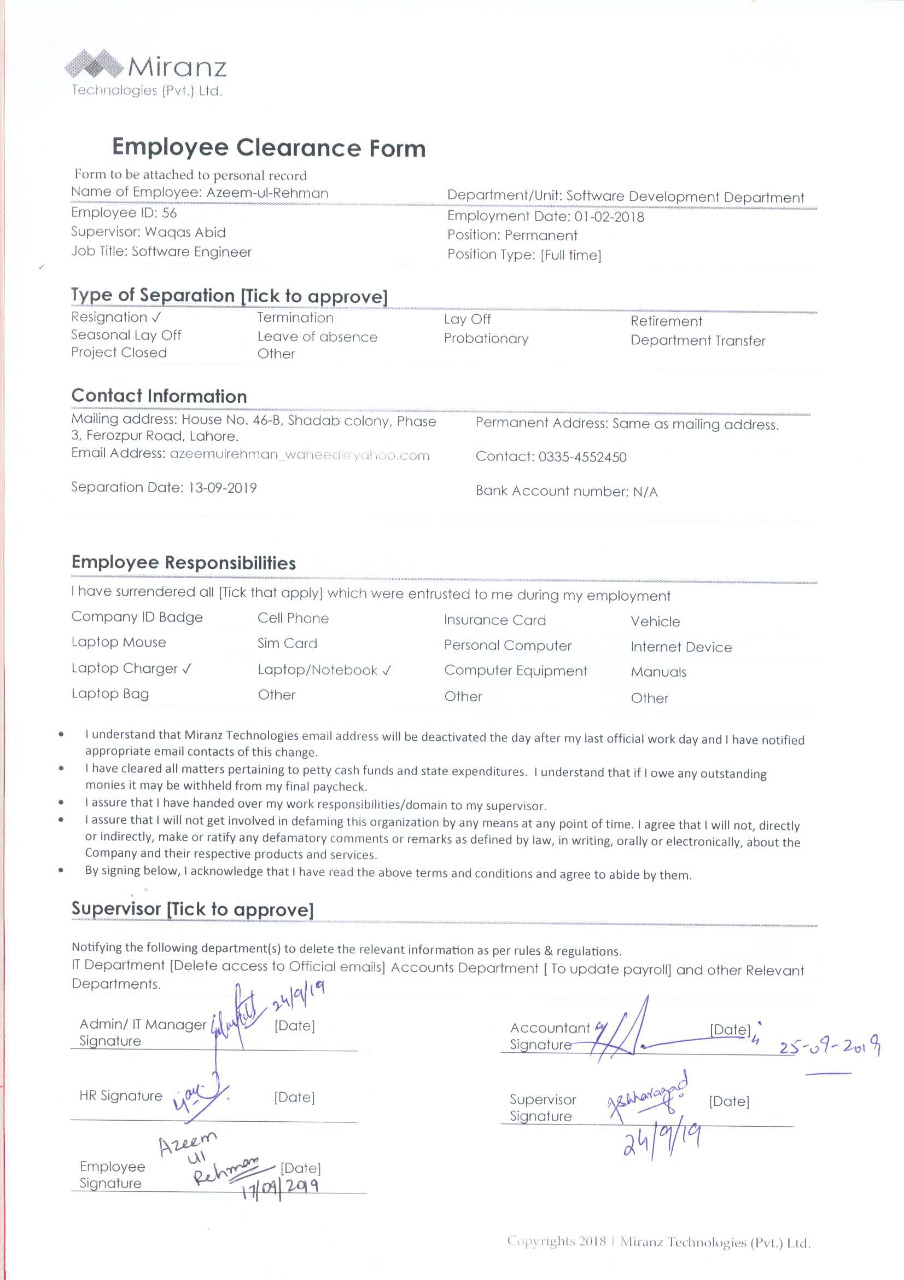 Miranz
Technologies (Pvt.) Ltd.
Employee Clearance Form
Form to be attached to personal record
Name of Employee: Azeem-ul-Rehman
Department/Unit: Software Development Department
Employee ID: 56
Employment Date: 01-02-2018
Supervisor: Waqas Abid
Position: Permanent
Job Title: Software Engineer
Position Type: [Full time]
Type of Separation [Tick to approve]
Resignation ✓ Termination Lay Off Retirement
Seasonal Lay Off Leave of absence Probationary Department Transfer
Project Closed Other
Contact Information
Mailing address: House No. 46-B, Shadab colony, Phase
3, Ferozpur Road, Lahore.
Permanent Address: Same as mailing address.
Email Address: azeemulrehman_waheed@yahoo.com
Contact: 0335-4552450
Separation Date: 13-09-2019
Bank Account number: N/A
Employee Responsibilities
I have surrendered all [Tick that apply] which were entrusted to me during my employment
Company ID Badge Cell Phone Insurance Card Vehicle
Laptop Mouse Sim Card Personal Computer Internet Device
Laptop Charger ✓ Laptop/Notebook ✓ Computer Equipment Manuals
Laptop Bag Other Other Other
• I understand that Miranz Technologies email address will be deactivated the day after my last official work day and I have notified
appropriate email contacts of this change.
• I have cleared all matters pertaining to petty cash funds and state expenditures. I understand that if I owe any outstanding
monies it may be withheld from my final paycheck.
• I assure that I have handed over my work responsibilities/domain to my supervisor.
• I assure that I will not get involved in defaming this organization by any means at any point of time. I agree that I will not, directly
or indirectly, make or ratify any defamatory comments or remarks as defined by law, in writing, orally or electronically, about the
Company and their respective products and services.
• By signing below, I acknowledge that I have read the above terms and conditions and agree to abide by them.
Supervisor [Tick to approve]
Notifying the following department(s) to delete the relevant information as per rules & regulations.
IT Department [Delete access to Official emails] Accounts Department [ To update payroll] and other Relevant
Departments.
24/9/19
Admin/ IT Manager [Date]
Signature
Accountant [Date]
Signature
25-09-2019
HR Signature [Date]
Supervisor [Date]
Signature
24/9/19
Azeem
Ul
Rehman
Employee [Date]
Signature
17/09/2019
Copyrights 2018 | Miranz Technologies (Pvt.) Ltd.